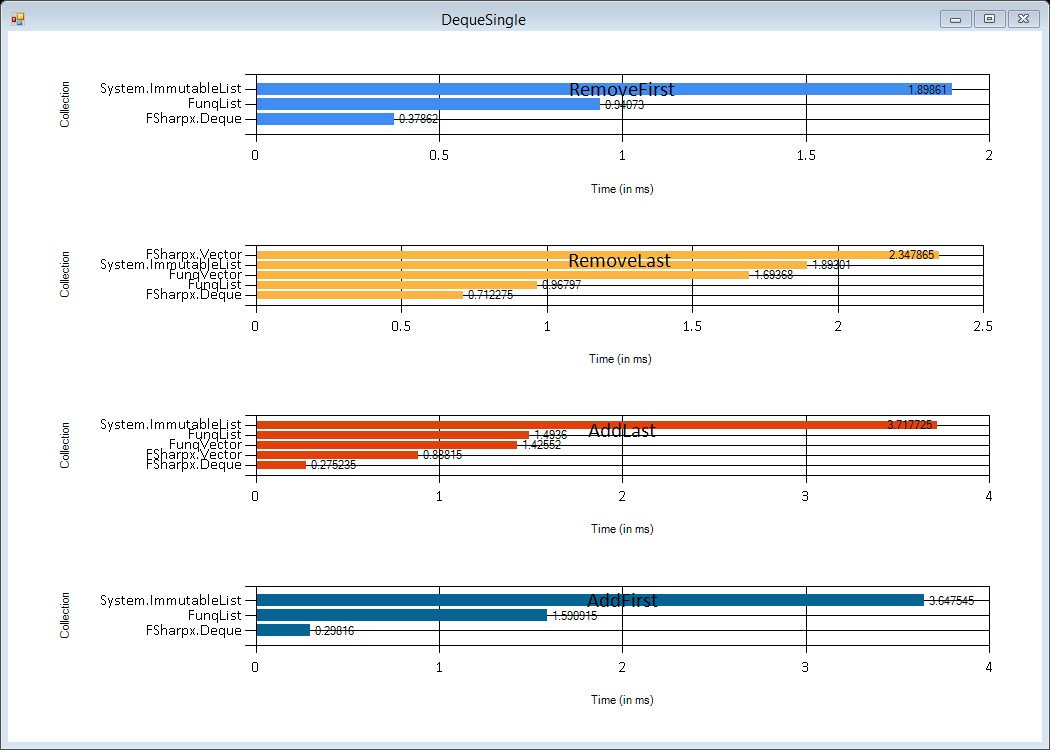 DequeSingle
RemoveFirst
Collection
System.ImmutableList 1.89861
FunqList 0.94073
FSharpx.Deque 0.37862
0 0.5 1 1.5 2
Time (in ms)
RemoveLast
Collection
FSharpx.Vector 2.347865
System.ImmutableList 1.89301
FunqVector 1.69368
FunqList 0.96797
FSharpx.Deque 0.712275
0 0.5 1 1.5 2 2.5
Time (in ms)
AddLast
Collection
System.ImmutableList 3.717725
FunqList 1.4936
FunqVector 1.42552
FSharpx.Vector 0.88815
FSharpx.Deque 0.275235
0 1 2 3 4
Time (in ms)
AddFirst
Collection
System.ImmutableList 3.647545
FunqList 1.590915
FSharpx.Deque 0.29816
0 1 2 3 4
Time (in ms)